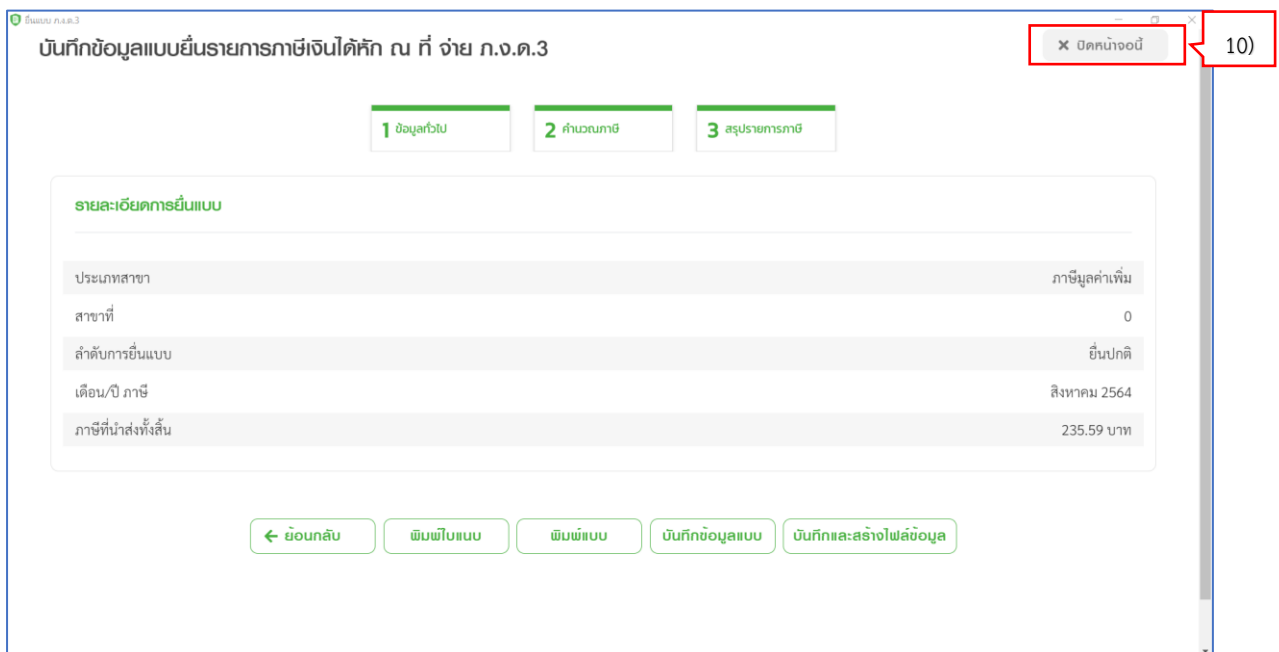 ยื่นแบบ ภ.ง.ด.3
บันทึกข้อมูลแบบยื่นรายการภาษีเงินได้หัก ณ ที่ จ่าย ภ.ง.ด.3
✕ ปิดหน้าจอนี้
10)
1 ข้อมูลทั่วไป
2 คำนวณภาษี
3 สรุปรายการภาษี
รายละเอียดการยื่นแบบ
ประเภทสาขา ภาษีมูลค่าเพิ่ม
สาขาที่ 0
ลำดับการยื่นแบบ ยื่นปกติ
เดือน/ปี ภาษี สิงหาคม 2564
ภาษีที่นำส่งทั้งสิ้น 235.59 บาท
← ย้อนกลับ
พิมพ์ใบแนบ
พิมพ์แบบ
บันทึกข้อมูลแบบ
บันทึกและสร้างไฟล์ข้อมูล